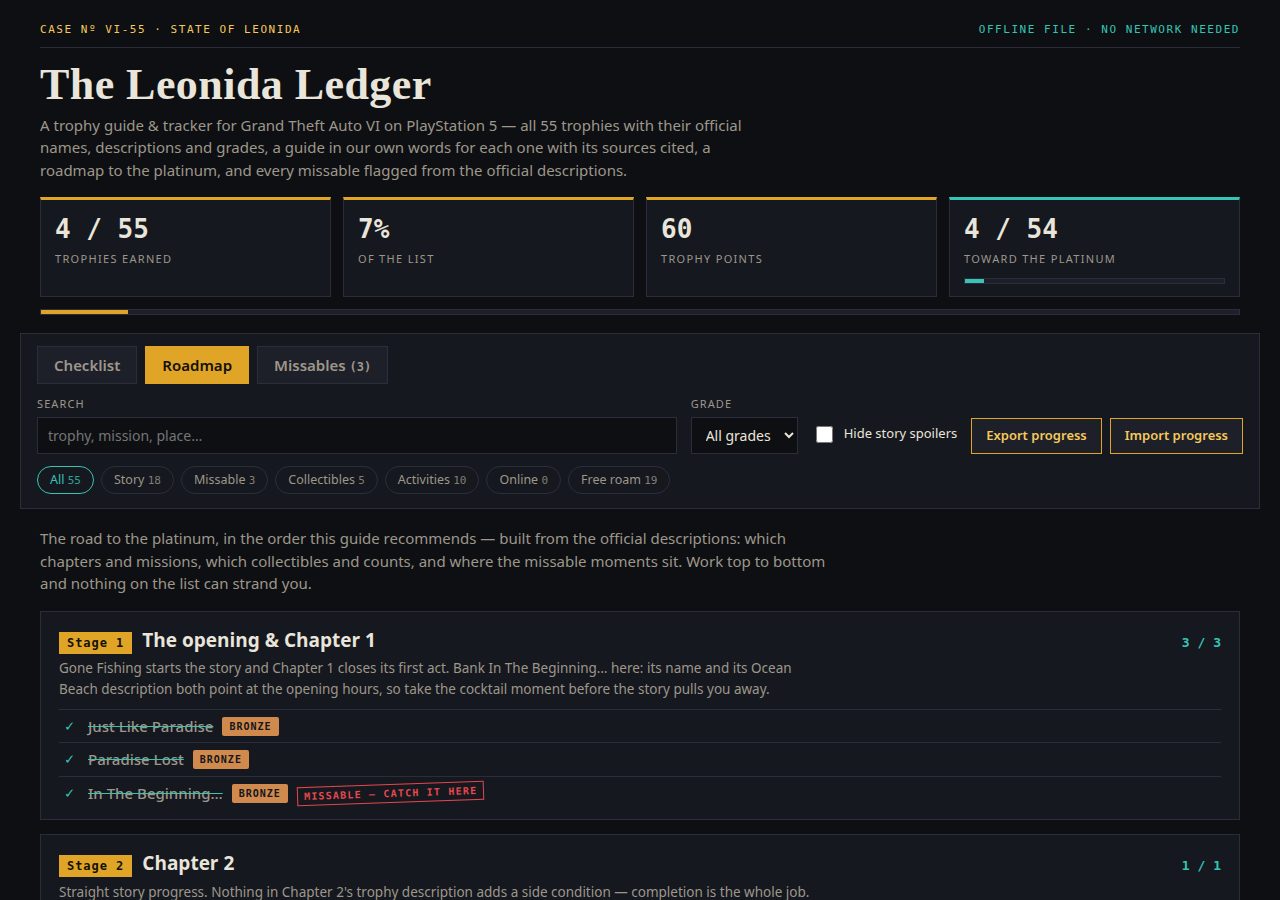 CASE Nº VI-55 · STATE OF LEONIDA
OFFLINE FILE · NO NETWORK NEEDED
The Leonida Ledger
A trophy guide & tracker for Grand Theft Auto VI on PlayStation 5 — all 55 trophies with their official
names, descriptions and grades, a guide in our own words for each one with its sources cited, a
roadmap to the platinum, and every missable flagged from the official descriptions.
4 / 55
TROPHIES EARNED
7%
OF THE LIST
60
TROPHY POINTS
4 / 54
TOWARD THE PLATINUM
Checklist
Roadmap
Missables (3)
SEARCH
trophy, mission, place…
GRADE
All grades
Hide story spoilers
Export progress
Import progress
All 55
Story 18
Missable 3
Collectibles 5
Activities 10
Online 0
Free roam 19
The road to the platinum, in the order this guide recommends — built from the official descriptions: which
chapters and missions, which collectibles and counts, and where the missable moments sit. Work top to bottom
and nothing on the list can strand you.
Stage 1 The opening & Chapter 1
3 / 3
Gone Fishing starts the story and Chapter 1 closes its first act. Bank In The Beginning… here: its name and its Ocean
Beach description both point at the opening hours, so take the cocktail moment before the story pulls you away.
✓ Just Like Paradise BRONZE
✓ Paradise Lost BRONZE
✓ In The Beginning… BRONZE MISSABLE — CATCH IT HERE
Stage 2 Chapter 2
1 / 1
Straight story progress. Nothing in Chapter 2's trophy description adds a side condition — completion is the whole job.